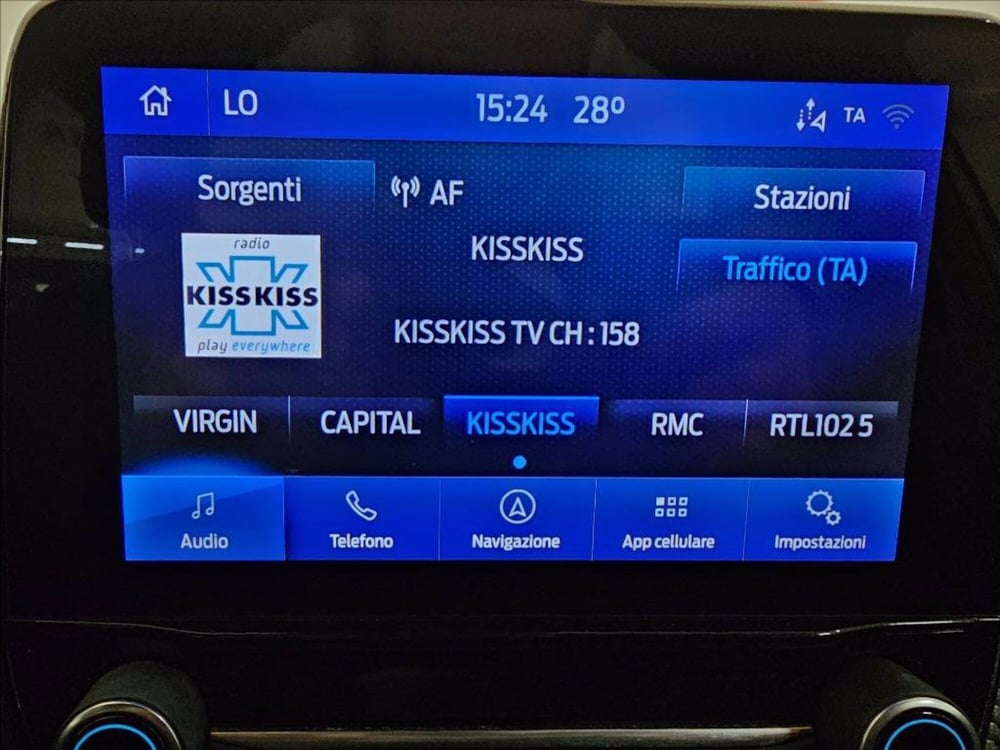 LO 15:24 28º TA
Sorgenti AF Stazioni
KISSKISS
Traffico (TA)
radio
KISSKISS
play everywhere
KISSKISS TV CH : 158
VIRGIN CAPITAL KISSKISS RMC RTL102 5
Audio Telefono Navigazione App cellulare Impostazioni